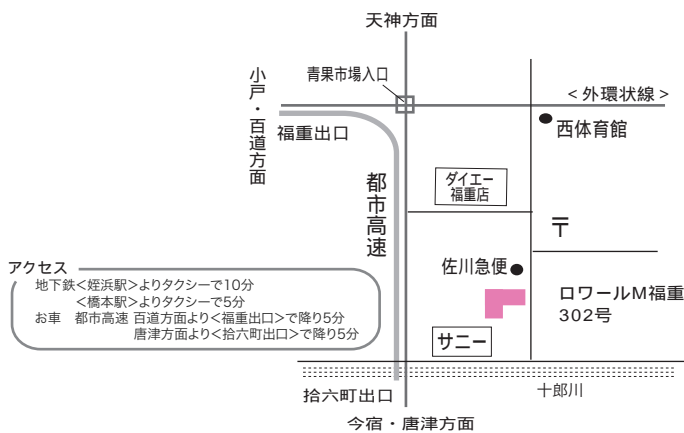 天神方面
青果市場入口
小戸・百道方面
＜外環状線＞
福重出口
西体育館
都市高速
ダイエー
福重店
〒
佐川急便
アクセス
地下鉄＜姪浜駅＞よりタクシーで10分
＜橋本駅＞よりタクシーで5分
お車　都市高速 百道方面より＜福重出口＞で降り5分
唐津方面より＜拾六町出口＞で降り5分
ロワールM福重
302号
サニー
拾六町出口
十郎川
今宿・唐津方面